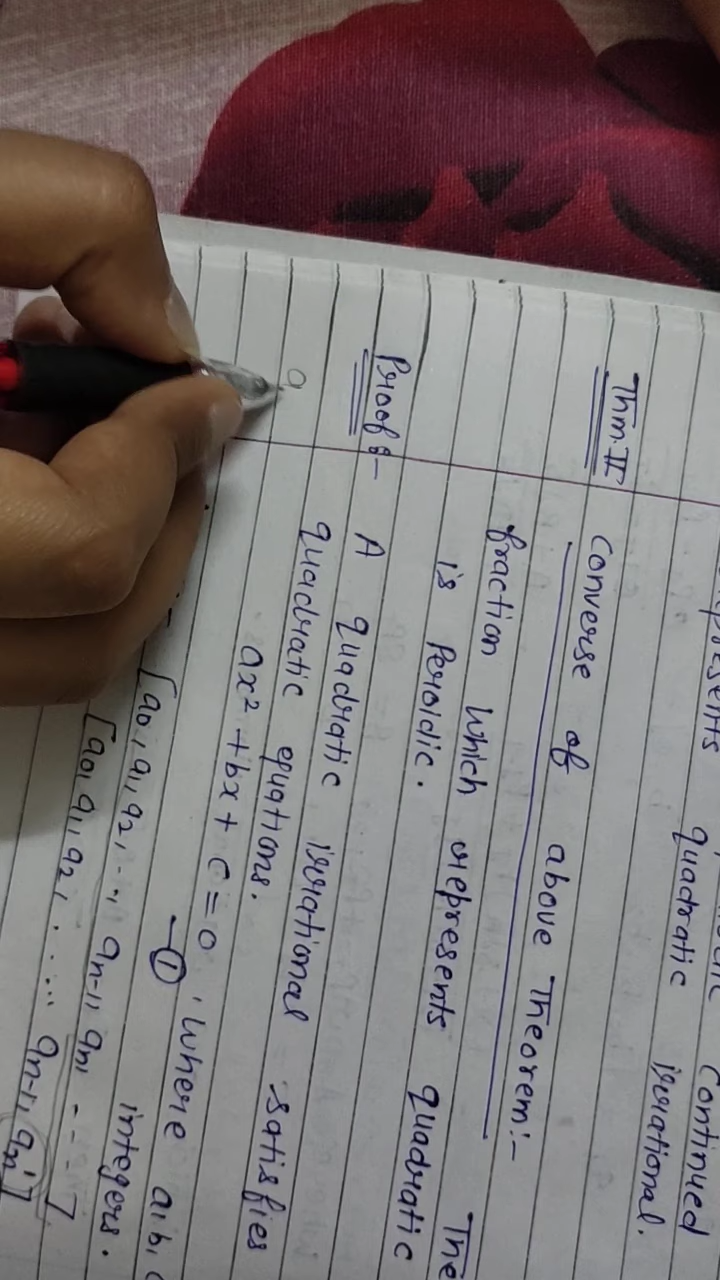 Continued
quadratic irrational.
Thm. II Converse of above Theorem:- The
fraction which represents quadratic
is Peroidic.
Proof :- A quadratic irrational satisfies
quadratic equations.
ax² + bx + c = 0, where a, b, c
—① integers.
[a₀, a₁, a₂, ..., aₙ₋₁, aₙ, ----]
[a₀, a₁, a₂, ..... aₙ₋₁, aₙ']
a